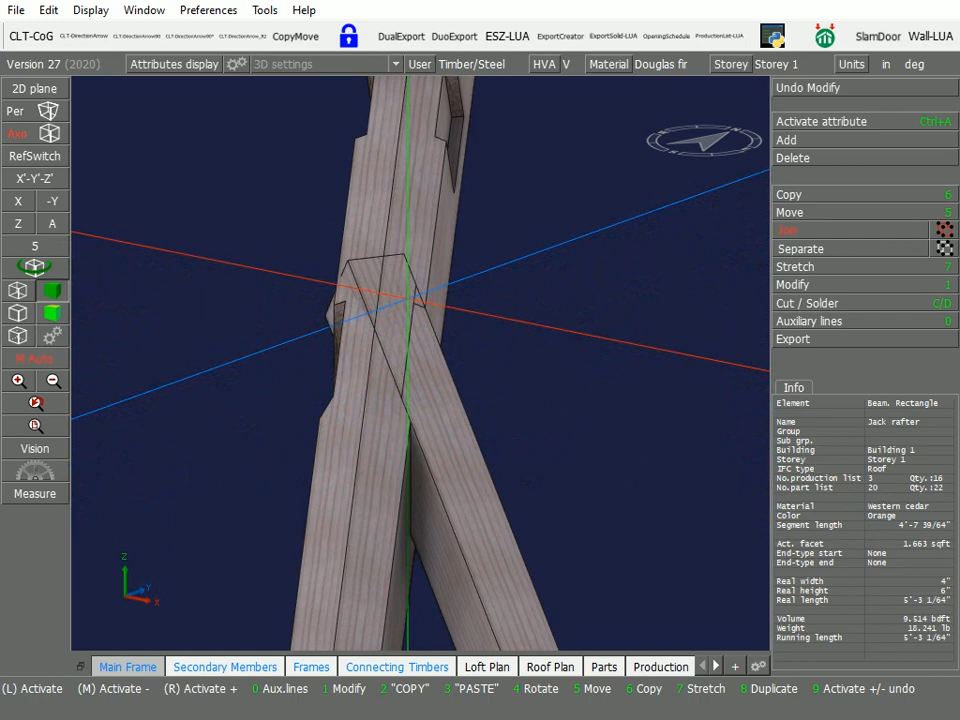 File Edit Display Window Preferences Tools Help
CLT-CoG CLT-DirectionArrow CLT-DirectionArrow90 CLT-DirectionArrow90° CLT-DirectionArrow_R2 CopyMove DualExport DuoExport ESZ-LUA ExportCreator ExportSolid-LUA OpeningSchedule ProductionList-LUA SlamDoor Wall-LUA
Version 27 (2020) Attributes display 3D settings User Timber/Steel HVA V Material Douglas fir Storey Storey 1 Units in deg
2D plane
Per
Axo
RefSwitch
X'-Y'-Z'
X -Y
Z A
5
M Auto
Vision
Measure
Z
Y
X
Undo Modify
Activate attribute Ctrl+A
Add
Delete
Copy 6
Move 5
Join
Separate
Stretch 7
Modify 1
Cut / Solder C/D
Auxiliary lines 0
Export
Info
Element Beam. Rectangle
Name Jack rafter
Group
Sub grp.
Building Building 1
Storey Storey 1
IFC type Roof
No.production list 3 Qty.:16
No.part list 20 Qty.:22
Material Western cedar
Color Orange
Segment length 4'-7 39/64"
Act. facet 1.663 sqft
End-type start None
End-type end None
Real width 4"
Real height 6"
Real length 5'-3 1/64"
Volume 9.514 bdft
Weight 18.241 lb
Running length 5'-3 1/64"
Main Frame Secondary Members Frames Connecting Timbers Loft Plan Roof Plan Parts Production +
(L) Activate (M) Activate - (R) Activate + 0 Aux.lines 1 Modify 2 "COPY" 3 "PASTE" 4 Rotate 5 Move 6 Copy 7 Stretch 8 Duplicate 9 Activate +/- undo